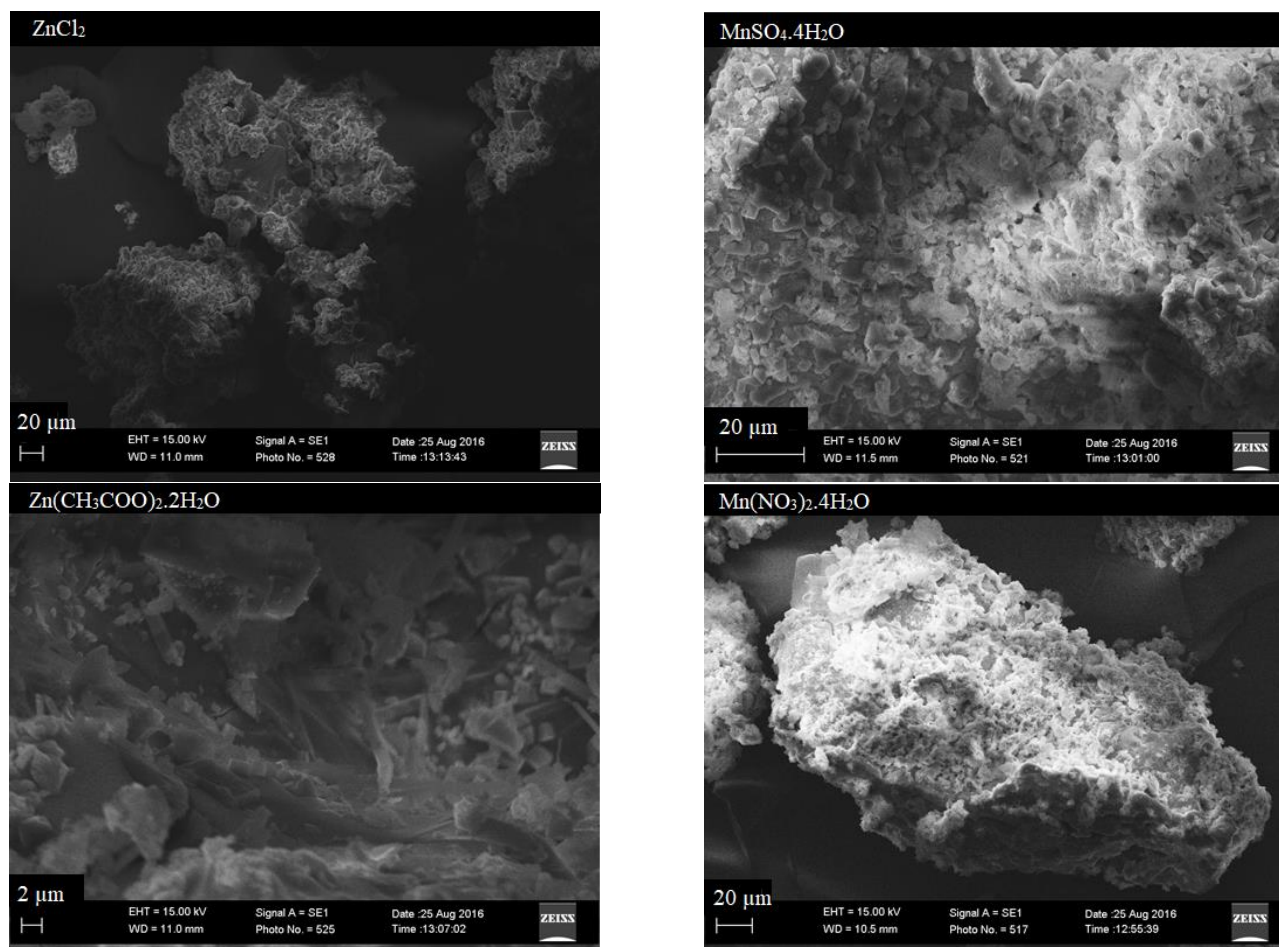 ZnCl₂
20 µm
EHT = 15.00 kV Signal A = SE1 Date :25 Aug 2016
WD = 11.0 mm Photo No. = 528 Time :13:13:43
ZEISS
MnSO₄.4H₂O
20 µm
EHT = 15.00 kV Signal A = SE1 Date :25 Aug 2016
WD = 11.5 mm Photo No. = 521 Time :13:01:00
ZEISS
Zn(CH₃COO)₂.2H₂O
2 µm
EHT = 15.00 kV Signal A = SE1 Date :25 Aug 2016
WD = 11.0 mm Photo No. = 525 Time :13:07:02
ZEISS
Mn(NO₃)₂.4H₂O
20 µm
EHT = 15.00 kV Signal A = SE1 Date :25 Aug 2016
WD = 10.5 mm Photo No. = 517 Time :12:55:39
ZEISS